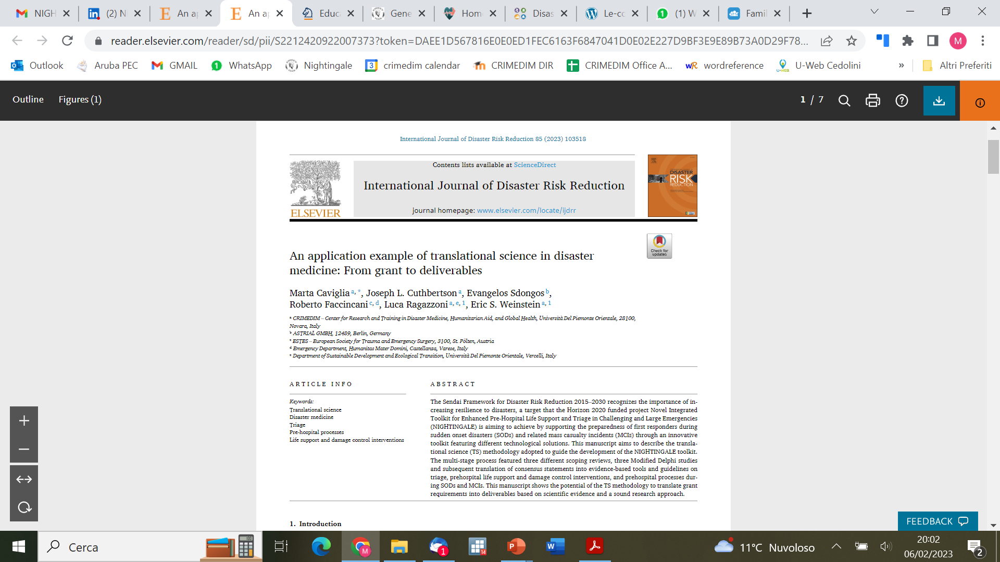 NIGH
(2) N
An ap
An ap
Educ
Gene
Hom
Disas
Le-co
(1) W
Famil
reader.elsevier.com/reader/sd/pii/S2212420922007373?token=DAEE1D567816E0E0ED1FEC6163F6847041D0E02E227D9BF3E9E89B73A0D29F78...
M
Outlook
Aruba PEC
GMAIL
WhatsApp
Nightingale
crimedim calendar
CRIMEDIM DIR
CRIMEDIM Office A...
wordreference
U-Web Cedolini
»
Altri Preferiti
Outline
Figures (1)
1 / 7
International Journal of Disaster Risk Reduction 85 (2023) 103518
Contents lists available at ScienceDirect
International Journal of Disaster Risk Reduction
journal homepage: www.elsevier.com/locate/ijdrr
ELSEVIER
DISASTER
RISK
REDUCTION
Check for
updates
An application example of translational science in disaster
medicine: From grant to deliverables
Marta Caviglia a, *, Joseph L. Cuthbertson a, Evangelos Sdongos b,
Roberto Faccincani c, d, Luca Ragazzoni a, e, 1, Eric S. Weinstein a, 1
a CRIMEDIM – Center for Research and Training in Disaster Medicine, Humanitarian Aid, and Global Health, Università Del Piemonte Orientale, 28100,
Novara, Italy
b ASTRIAL GMBH, 12489, Berlin, Germany
c ESTES – European Society for Trauma and Emergency Surgery, 3100, St. Pölten, Austria
d Emergency Department, Humanitas Mater Domini, Castellanza, Varese, Italy
e Department of Sustainable Development and Ecological Transition, Università Del Piemonte Orientale, Vercelli, Italy
ARTICLE INFO
Keywords:
Translational science
Disaster medicine
Triage
Pre-hospital processes
Life support and damage control interventions
ABSTRACT
The Sendai Framework for Disaster Risk Reduction 2015–2030 recognizes the importance of in-
creasing resilience to disasters, a target that the Horizon 2020 funded project Novel Integrated
Toolkit for Enhanced Pre-Hospital Life Support and Triage in Challenging and Large Emergencies
(NIGHTINGALE) is aiming to achieve by supporting the preparedness of first responders during
sudden onset disasters (SODs) and related mass casualty incidents (MCIs) through an innovative
toolkit featuring different technological solutions. This manuscript aims to describe the transla-
tional science (TS) methodology adopted to guide the development of the NIGHTINGALE toolkit.
The multi-stage process featured three different scoping reviews, three Modified Delphi studies
and subsequent translation of consensus statements into evidence-based tools and guidelines on
triage, prehospital life support and damage control interventions, and prehospital processes dur-
ing SODs and MCIs. This manuscript shows the potential of the TS methodology to translate grant
requirements into deliverables based on scientific evidence and a sound research approach.
1. Introduction
FEEDBACK
Cerca
11°C Nuvoloso
20:02
06/02/2023
2